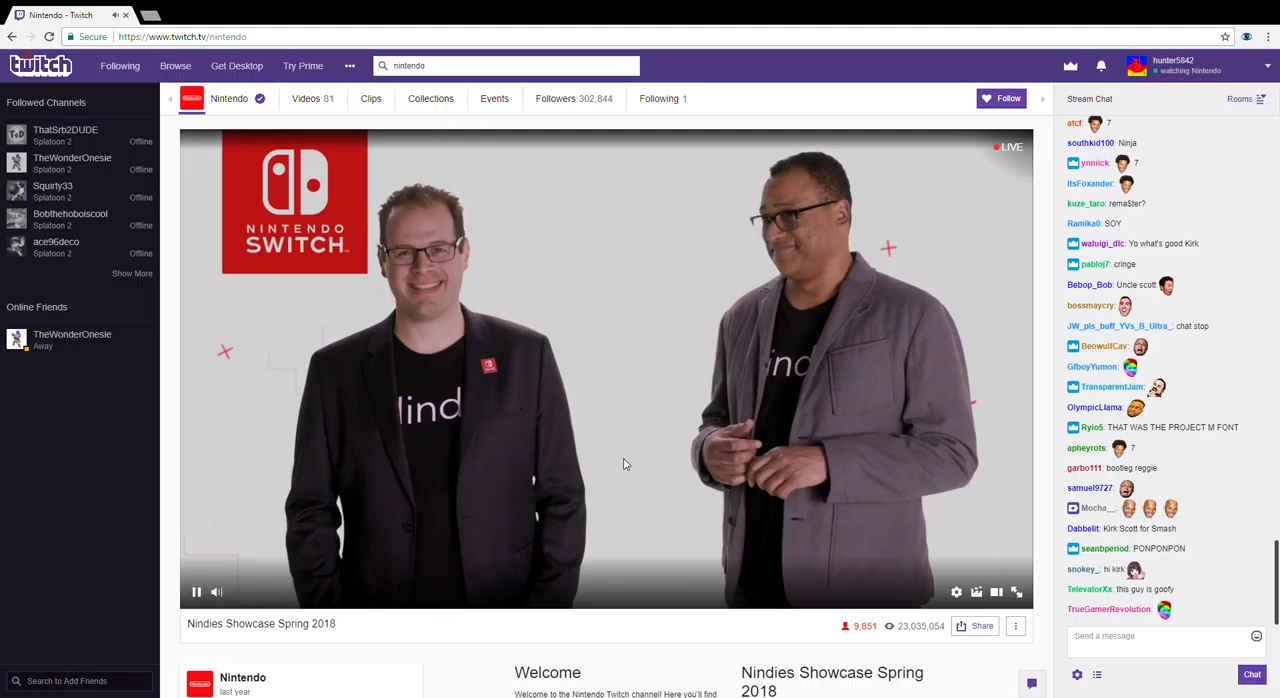 Nintendo - Twitch
Secure | https://www.twitch.tv/nintendo
twitch Following Browse Get Desktop Try Prime ••• nintendo
hunter5842
watching Nintendo
Followed Channels
ThatSrb2DUDE
Splatoon 2 Offline
TheWonderOnesie
Splatoon 2 Offline
Squirty33
Splatoon 2 Offline
Bobthehoboiscool
Splatoon 2 Offline
ace96deco
Splatoon 2 Offline
Show More
Online Friends
TheWonderOnesie
Away
Search to Add Friends
Nintendo Videos 81 Clips Collections Events Followers 302,844 Following 1 Follow
LIVE
NINTENDO
SWITCH
lind
ind
Nindies Showcase Spring 2018
9,851 23,035,054 Share
Nintendo
last year
Welcome
Welcome to the Nintendo Twitch channel! Here you'll find
Nindies Showcase Spring
2018
Stream Chat Rooms
atcf: 7
southkid100: Ninja
ynniick: 7
itsFoxander:
kuze_taro: rema$ter?
Ramika0: SOY
waluigi_dlc: Yo what's good Kirk
pabloj7: cringe
Bebop_Bob: Uncle scott
bossmaycry:
JW_pls_buff_YVs_B_Ultra_: chat stop
BeowulfCav:
GfboyYumon:
TransparentJam:
OlympicLlama:
Ryio5: THAT WAS THE PROJECT M FONT
apheyrots: 7
garbo111: bootleg reggie
samuel9727:
Mocha__:
Dabbelit: Kirk Scott for Smash
seanbperiod: PONPONPON
snokey_: hi kirk
TelevatorXx: this guy is goofy
TrueGamerRevolution:
Send a message
Chat